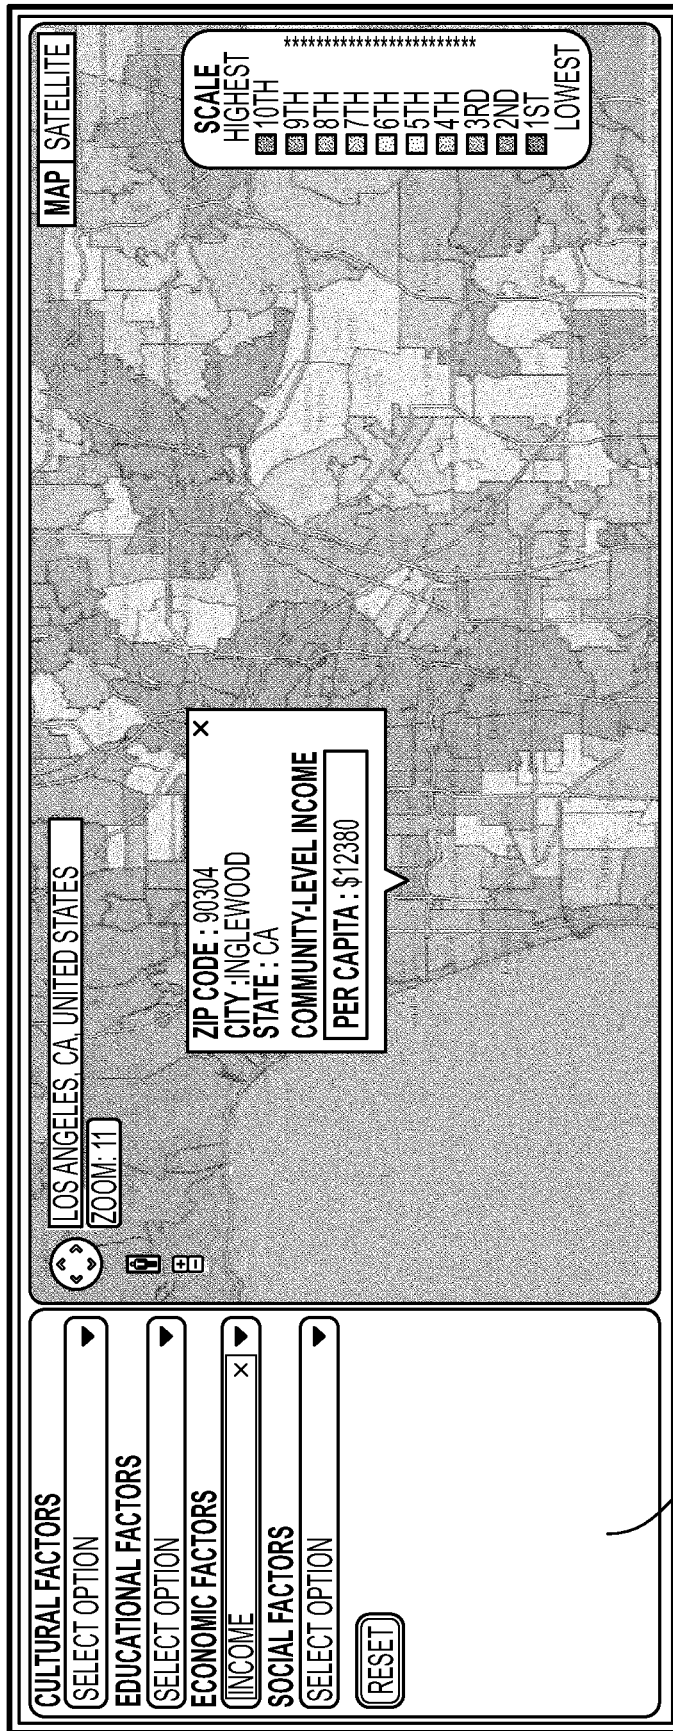 CULTURAL FACTORS
SELECT OPTION
EDUCATIONAL FACTORS
SELECT OPTION
ECONOMIC FACTORS
INCOME X
SOCIAL FACTORS
SELECT OPTION
RESET
LOS ANGELES, CA, UNITED STATES
ZOOM: 11
+
−
ZIP CODE : 90304
CITY :INGLEWOOD
STATE : CA
COMMUNITY-LEVEL INCOME
PER CAPITA : $12380
X
MAP SATELLITE
SCALE
HIGHEST
10TH
9TH
8TH
7TH
6TH
5TH
4TH
3RD
2ND
1ST
LOWEST